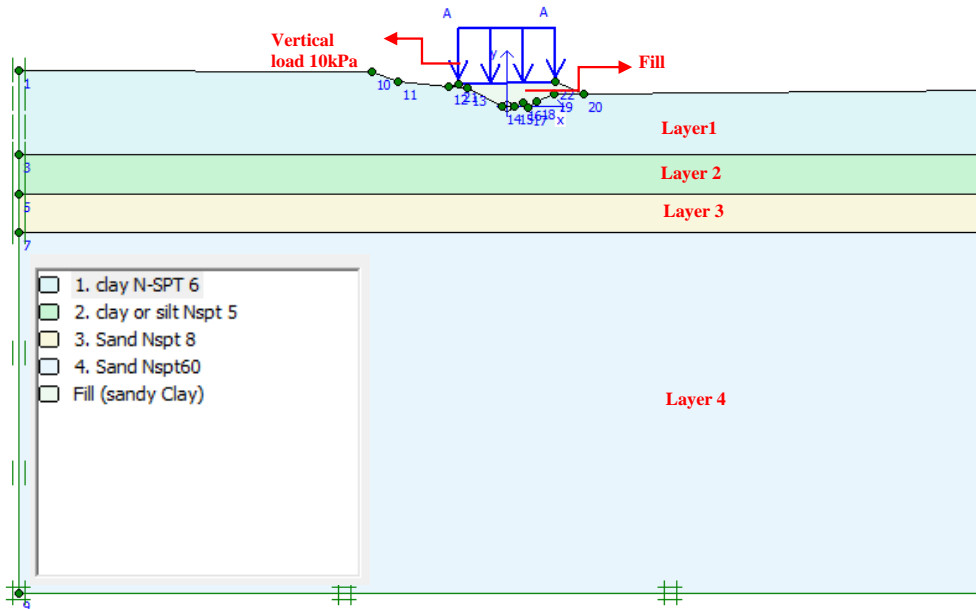 A A
Vertical
load 10kPa
y
Fill
1
10
11
12
21
13
14
15
16
17
18
19
22
20
x
Layer1
3
Layer 2
5
Layer 3
7
1. clay N-SPT 6
2. clay or silt Nspt 5
3. Sand Nspt 8
4. Sand Nspt60
Fill (sandy Clay)
Layer 4
9